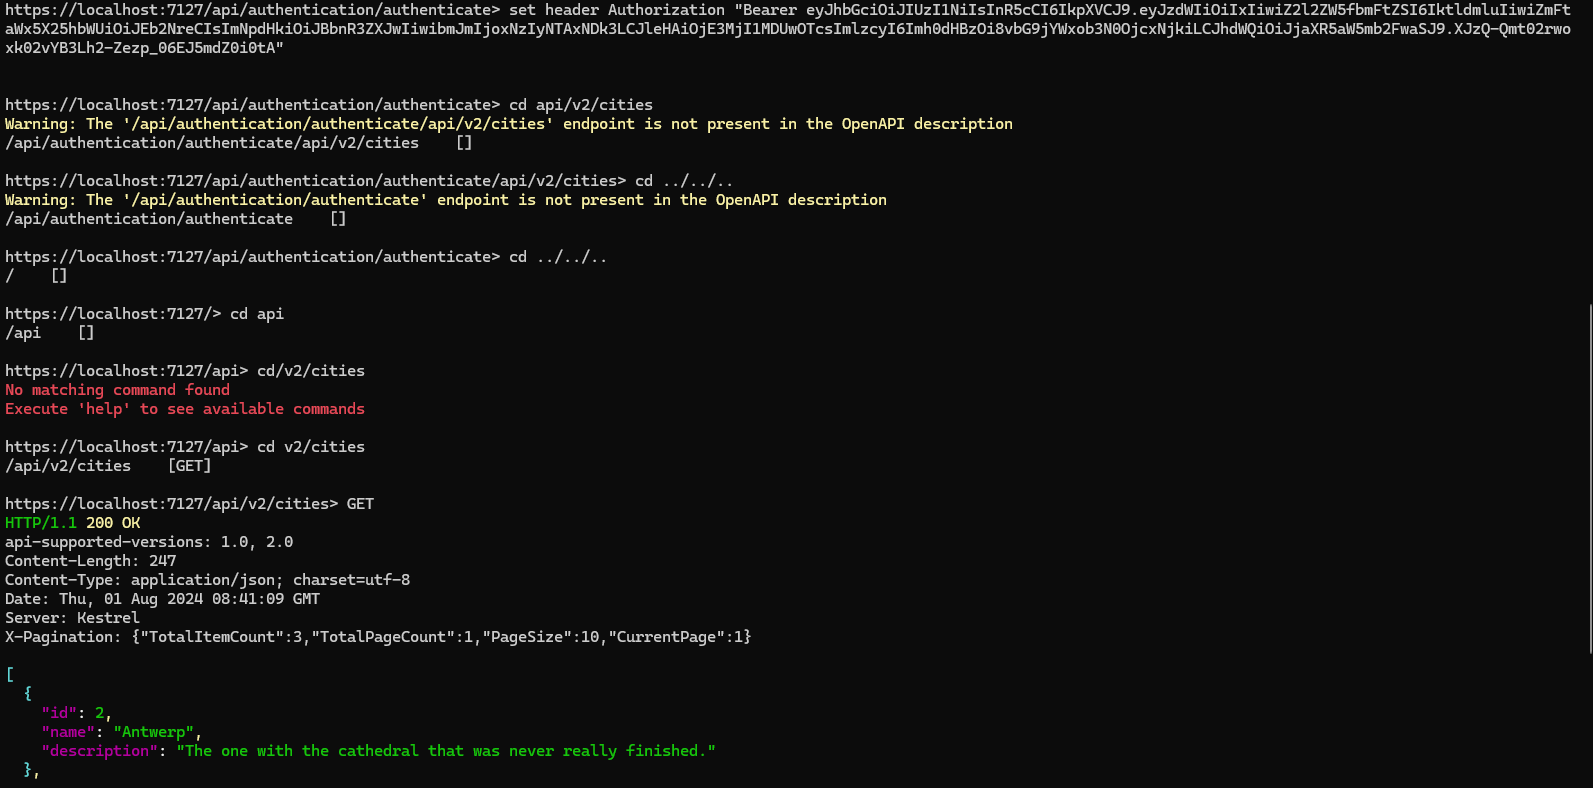 https://localhost:7127/api/authentication/authenticate> set header Authorization "Bearer eyJhbGciOiJIUzI1NiIsInR5cCI6IkpXVCJ9.eyJzdWIiOiIxIiwiZ2l2ZW5fbmFtZSI6IktldmluIiwiZmFt
aWx5X25hbWUiOiJEb2NreCIsImNpdHkiOiJBbnR3ZXJwIiwibmJmIjoxNzIyNTAxNDk3LCJleHAiOjE3MjI1MDUwOTcsImlzcyI6Imh0dHBzOi8vbG9jYWxob3N0OjcxNjkiLCJhdWQiOiJjaXR5aW5mb2FwaSJ9.XJzQ-Qmt02rwo
xk02vYB3Lh2-Zezp_06EJ5mdZ0i0tA"
https://localhost:7127/api/authentication/authenticate> cd api/v2/cities
Warning: The '/api/authentication/authenticate/api/v2/cities' endpoint is not present in the OpenAPI description
/api/authentication/authenticate/api/v2/cities    []
https://localhost:7127/api/authentication/authenticate/api/v2/cities> cd ../../..
Warning: The '/api/authentication/authenticate' endpoint is not present in the OpenAPI description
/api/authentication/authenticate    []
https://localhost:7127/api/authentication/authenticate> cd ../../..
/    []
https://localhost:7127/> cd api
/api    []
https://localhost:7127/api> cd/v2/cities
No matching command found
Execute 'help' to see available commands
https://localhost:7127/api> cd v2/cities
/api/v2/cities    [GET]
https://localhost:7127/api/v2/cities> GET
HTTP/1.1 200 OK
api-supported-versions: 1.0, 2.0
Content-Length: 247
Content-Type: application/json; charset=utf-8
Date: Thu, 01 Aug 2024 08:41:09 GMT
Server: Kestrel
X-Pagination: {"TotalItemCount":3,"TotalPageCount":1,"PageSize":10,"CurrentPage":1}
[
  {
    "id": 2,
    "name": "Antwerp",
    "description": "The one with the cathedral that was never really finished."
  },